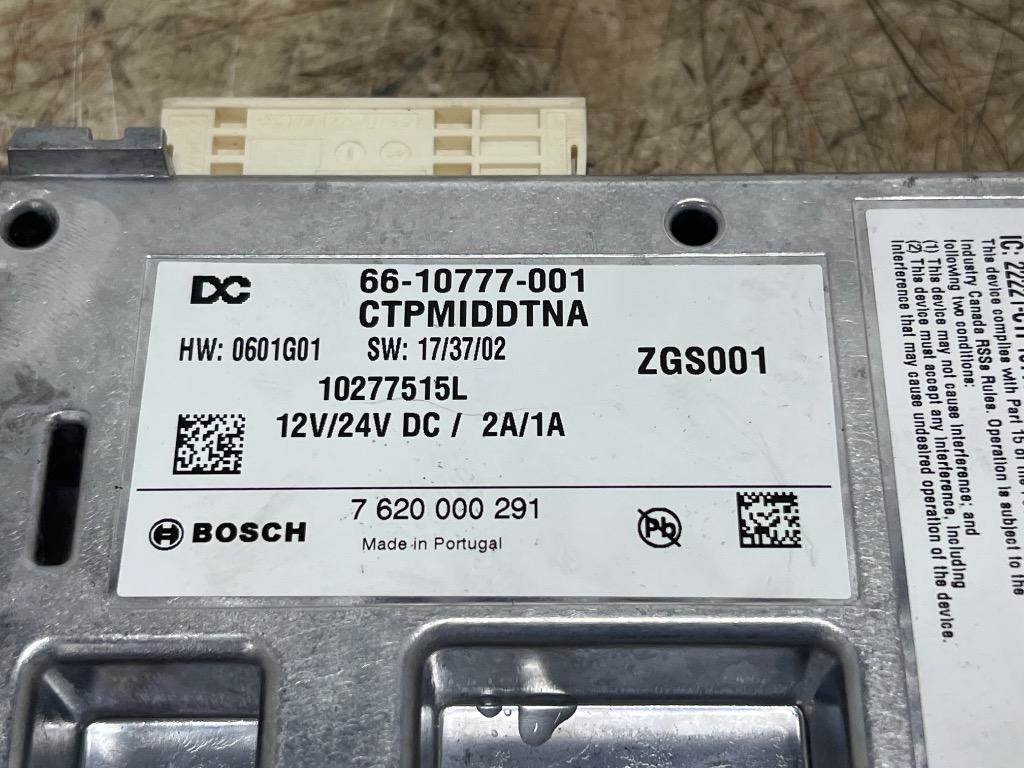 DC
66-10777-001
CTPMIDDTNA
HW: 0601G01 SW: 17/37/02
ZGS001
10277515L
12V/24V DC / 2A/1A
BOSCH
7 620 000 291
Made in Portugal
Pb
This device complies with Part 15 of the
Industry Canada RSSs Rules. Operation is subject to the
following two conditions:
(1) This device may not cause interference, and
(2) This device must accept any interference, including
interference that may cause undesired operation of the device.